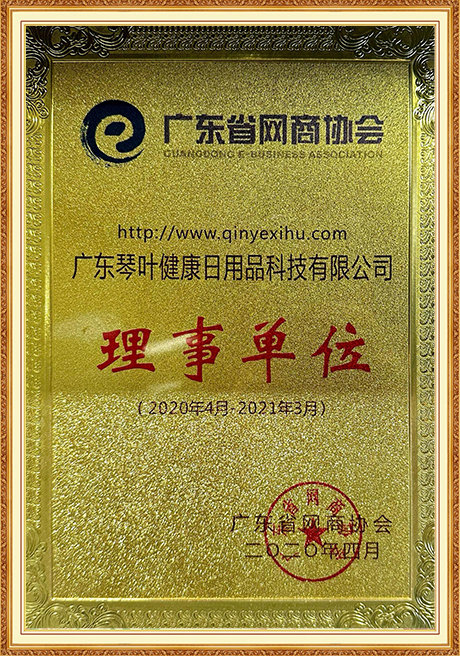 广东省网商协会
GUANGDONG E-BUSINESS ASSOCIATION
http://www.qinyexihu.com
广东琴叶健康日用品科技有限公司
理事单位
(2020年4月-2021年3月)
广东省网商协会
二〇二〇年四月